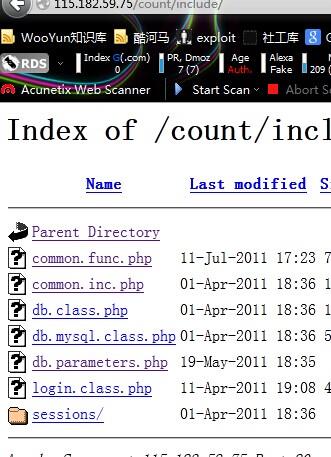 115.182.59.75/count/include/
WooYun知识库 酷河马 exploit 社工库 G
RDS Index G(.com) 0 PR, Dmoz 7 (7) Age Auth. Alexa Fake Me 209 (
Acunetix Web Scanner Start Scan Abort Sc
Index of /count/incl
Name Last modified S
Parent Directory
common.func.php 11-Jul-2011 17:23 7
common.inc.php 01-Apr-2011 18:36 1
db.class.php 01-Apr-2011 18:36 1
db.mysql.class.php 01-Apr-2011 18:36 5
db.parameters.php 19-May-2011 18:35
login.class.php 11-Apr-2011 19:08 4
sessions/ 01-Apr-2011 18:36